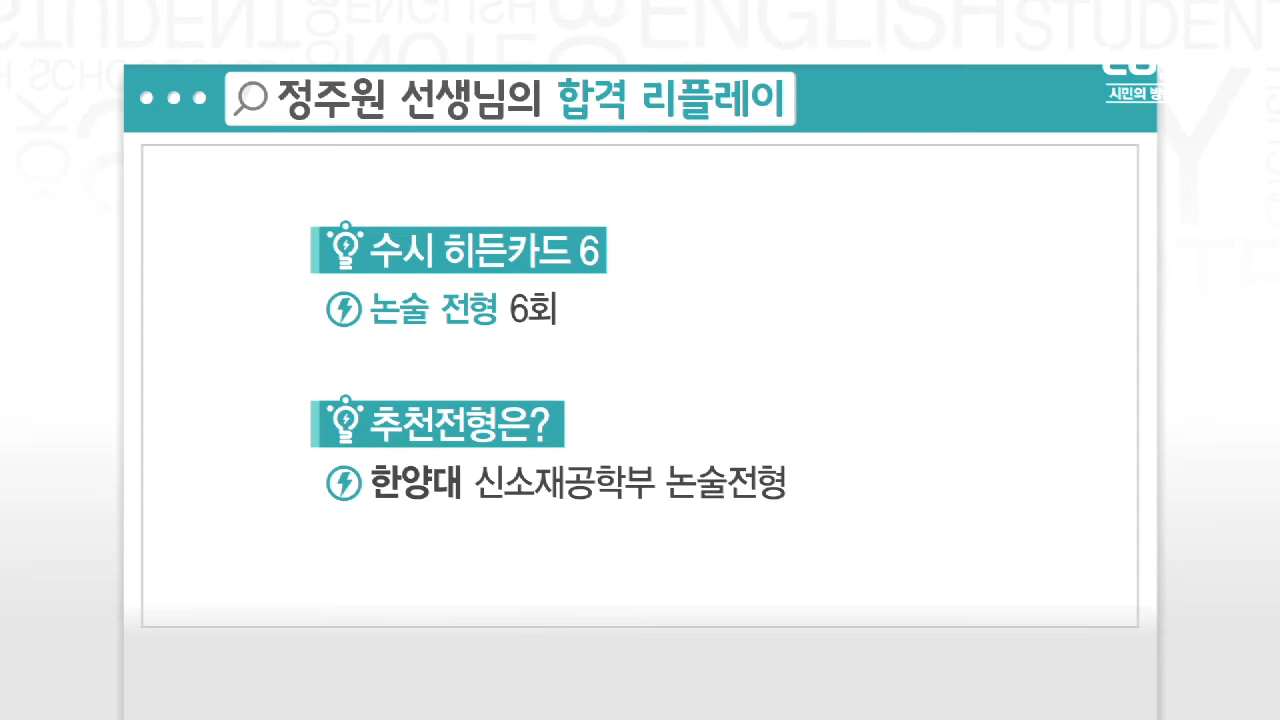 정주원 선생님의 합격 리플레이
시민의 방
수시 히든카드 6
논술 전형 6회
추천전형은?
한양대 신소재공학부 논술전형